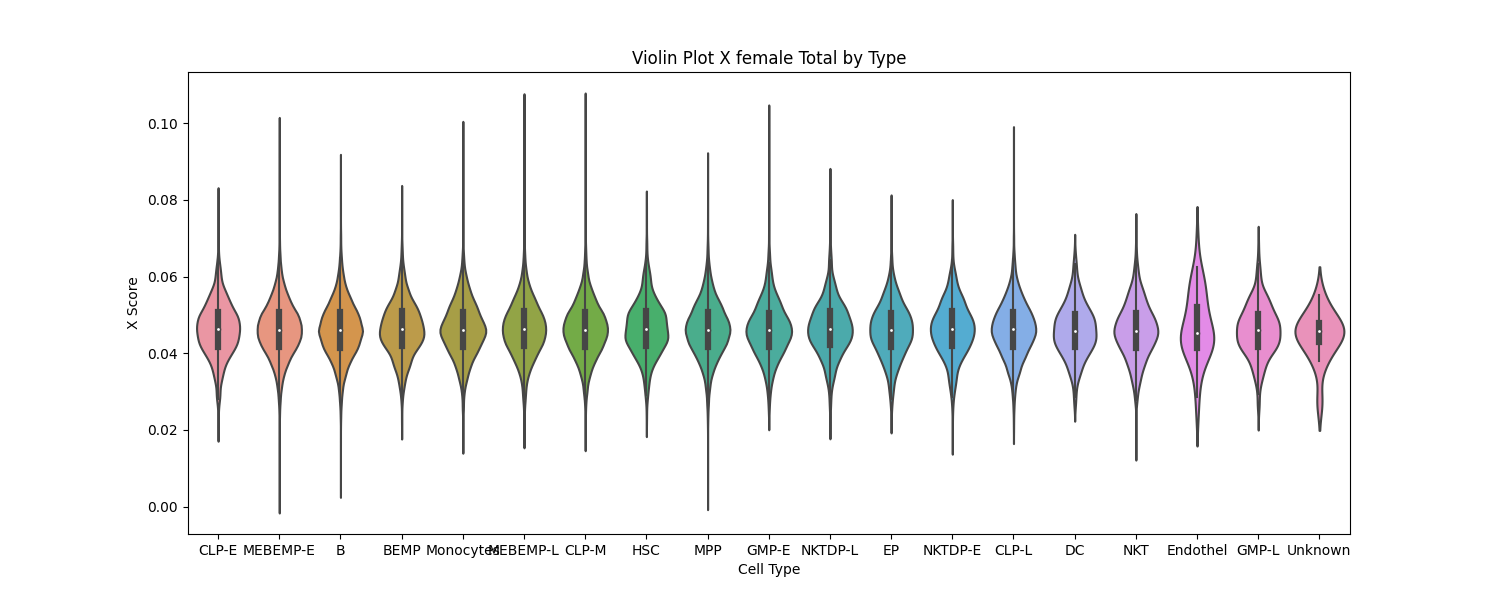 Violin Plot X female Total by Type
X Score
0.10
0.08
0.06
0.04
0.02
0.00
CLP-E MEBEMP-E B BEMP Monocytes MEBEMP-L CLP-M HSC MPP GMP-E NKTDP-L EP NKTDP-E CLP-L DC NKT Endothel GMP-L Unknown
Cell Type